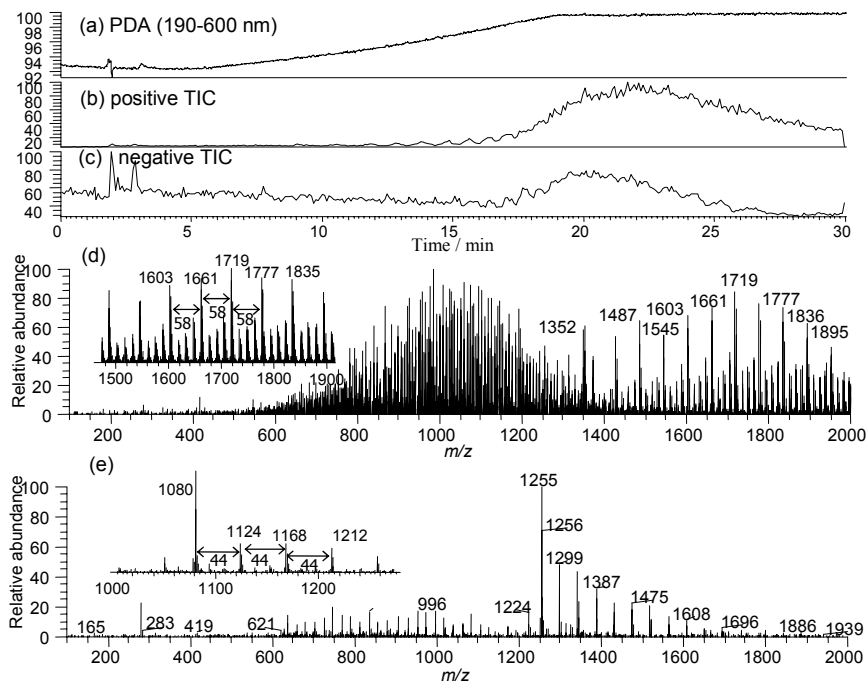 (a) PDA (190-600 nm)
100
98
96
94
92
(b) positive TIC
100
80
60
40
20
(c) negative TIC
100
80
60
40
0 5 10 15 20 25 30
Time / min
(d)
Relative abundance
100
80
60
40
20
0
1603 1661 1719 1777 1835
58 58 58
1500 1600 1700 1800 1900
1352 1487 1545 1603 1661 1719 1777 1836 1895
200 400 600 800 1000 1200 1400 1600 1800 2000
m/z
(e)
Relative abundance
100
80
60
40
20
0
1080 1124 1168 1212
44 44 44
1000 1100 1200
165 283 419 621 996 1224 1255 1256 1299 1387 1475 1608 1696 1886 1939
200 400 600 800 1000 1200 1400 1600 1800 2000
m/z